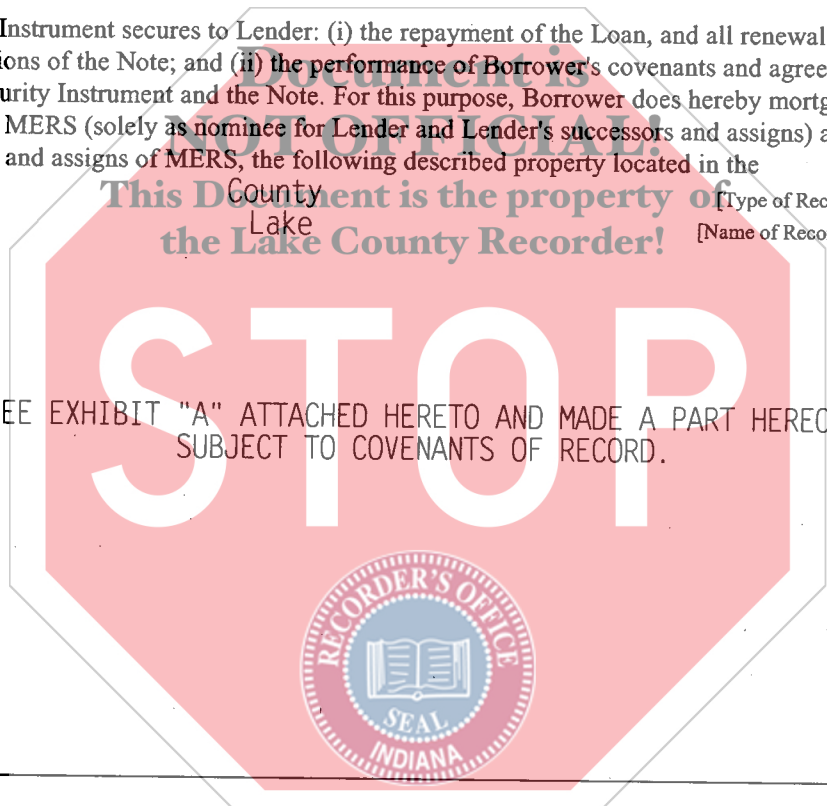 Instrument secures to Lender: (i) the repayment of the Loan, and all renewal
ions of the Note; and (ii) the performance of Borrower's covenants and agree
urity Instrument and the Note. For this purpose, Borrower does hereby mortg
MERS (solely as nominee for Lender and Lender's successors and assigns) a
and assigns of MERS, the following described property located in the
County [Type of Rec
Lake [Name of Reco
Document is
NOT OFFICIAL!
This Document is the property of
the Lake County Recorder!
STOP
EE EXHIBIT "A" ATTACHED HERETO AND MADE A PART HEREO
SUBJECT TO COVENANTS OF RECORD.
RECORDER'S OFFICE
SEAL
INDIANA